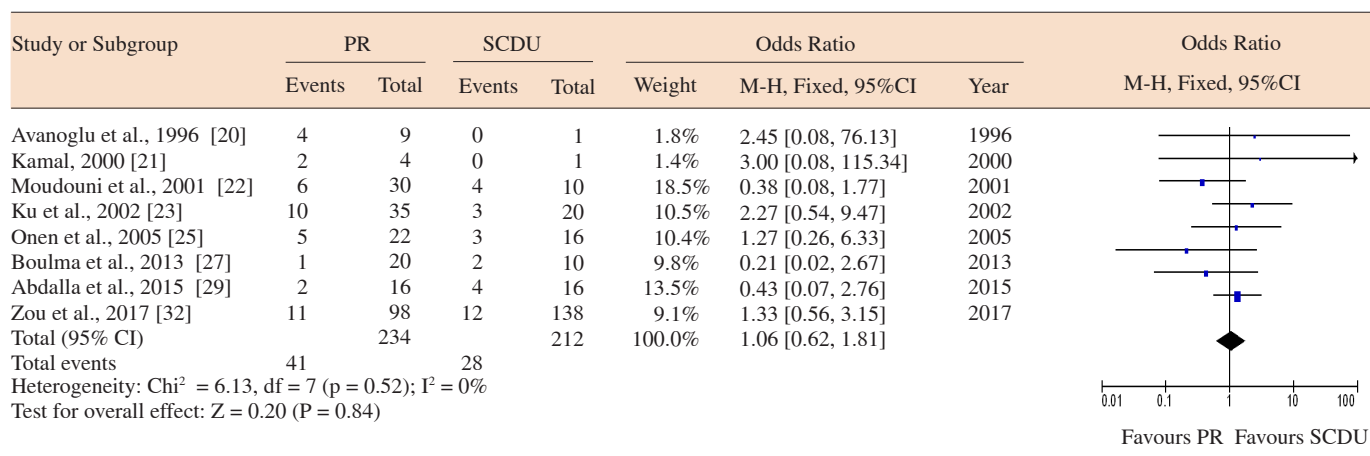 Study or Subgroup PR SCDU Odds Ratio Odds Ratio
Events Total Events Total Weight M-H, Fixed, 95%CI Year M-H, Fixed, 95%CI
Avanoglu et al., 1996 [20] 4 9 0 1 1.8% 2.45 [0.08, 76.13] 1996
Kamal, 2000 [21] 2 4 0 1 1.4% 3.00 [0.08, 115.34] 2000
Moudouni et al., 2001 [22] 6 30 4 10 18.5% 0.38 [0.08, 1.77] 2001
Ku et al., 2002 [23] 10 35 3 20 10.5% 2.27 [0.54, 9.47] 2002
Onen et al., 2005 [25] 5 22 3 16 10.4% 1.27 [0.26, 6.33] 2005
Boulma et al., 2013 [27] 1 20 2 10 9.8% 0.21 [0.02, 2.67] 2013
Abdalla et al., 2015 [29] 2 16 4 16 13.5% 0.43 [0.07, 2.76] 2015
Zou et al., 2017 [32] 11 98 12 138 9.1% 1.33 [0.56, 3.15] 2017
Total (95% CI) 234 212 100.0% 1.06 [0.62, 1.81]
Total events 41 28
Heterogeneity: Chi² = 6.13, df = 7 (p = 0.52); I² = 0%
Test for overall effect: Z = 0.20 (P = 0.84)
0.01 0.1 1 10 100
Favours PR Favours SCDU